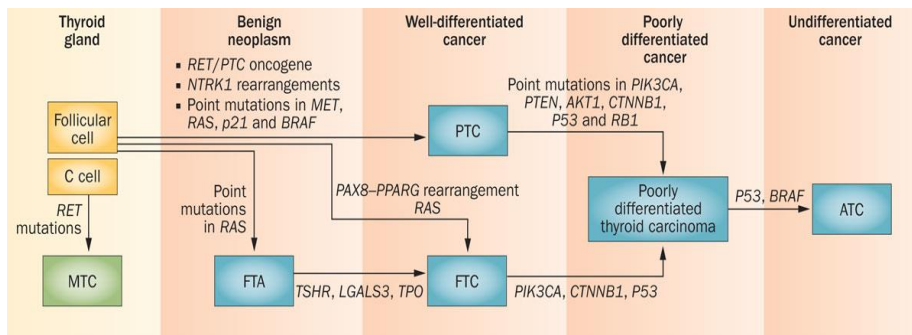 Thyroid
gland
Benign
neoplasm
Well-differentiated
cancer
Poorly
differentiated
cancer
Undifferentiated
cancer
▪ RET/PTC oncogene
▪ NTRK1 rearrangements
▪ Point mutations in MET,
RAS, p21 and BRAF
Point mutations in PIK3CA,
PTEN, AKT1, CTNNB1,
P53 and RB1
Follicular
cell
PTC
C cell
RET
mutations
Point
mutations
in RAS
PAX8–PPARG rearrangement
RAS
Poorly
differentiated
thyroid carcinoma
P53, BRAF
ATC
MTC
FTA
TSHR, LGALS3, TPO
FTC
PIK3CA, CTNNB1, P53